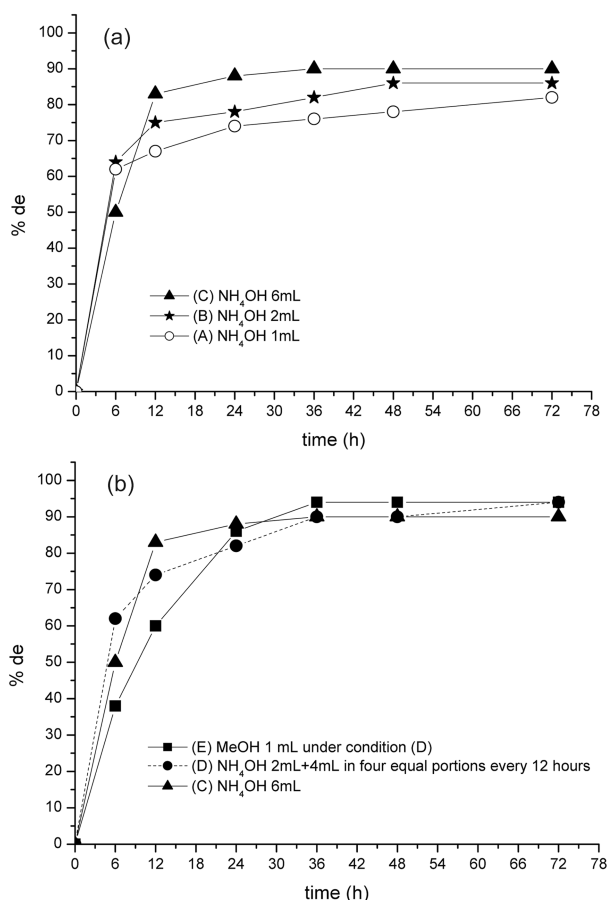 (a)
100
90
80
70
60
50
40
30
20
10
0
% de
(C) NH₄OH 6mL
(B) NH₄OH 2mL
(A) NH₄OH 1mL
0 6 12 18 24 30 36 42 48 54 60 66 72 78
time (h)
(b)
100
90
80
70
60
50
40
30
20
10
0
% de
(E) MeOH 1 mL under condition (D)
(D) NH₄OH 2mL+4mL in four equal portions every 12 hours
(C) NH₄OH 6mL
0 6 12 18 24 30 36 42 48 54 60 66 72 78
time (h)